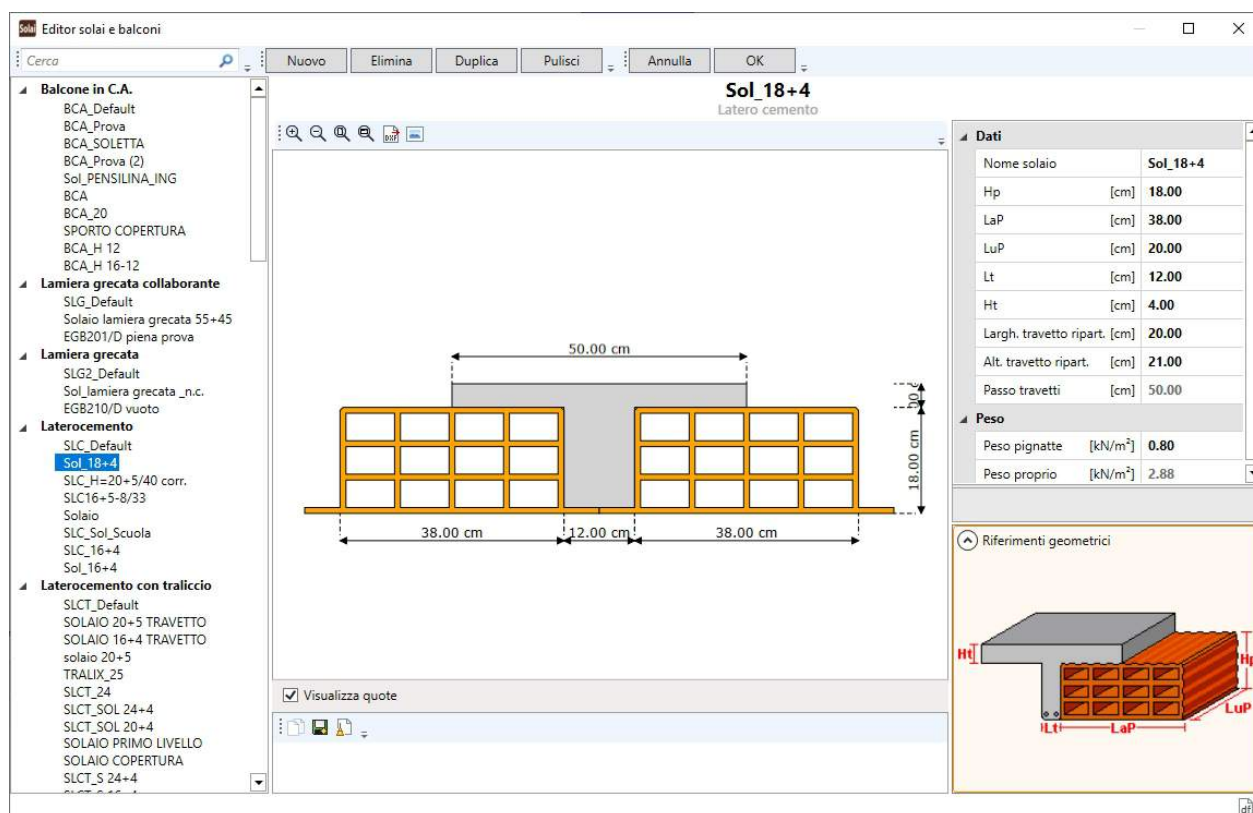 Solai Editor solai e balconi
Cerca Nuovo Elimina Duplica Pulisci Annulla OK
Balcone in C.A.
BCA_Default
BCA_Prova
BCA_SOLETTA
BCA_Prova (2)
Sol_PENSILINA_ING
BCA
BCA_20
SPORTO COPERTURA
BCA_H 12
BCA_H 16-12
Lamiera grecata collaborante
SLG_Default
Solaio lamiera grecata 55+45
EGB201/D piena prova
Lamiera grecata
SLG2_Default
Sol_lamiera grecata _n.c.
EGB210/D vuoto
Laterocemento
SLC_Default
Sol_18+4
SLC_H=20+5/40 corr.
SLC16+5-8/33
Solaio
SLC_Sol_Scuola
SLC_16+4
Sol_16+4
Laterocemento con traliccio
SLCT_Default
SOLAIO 20+5 TRAVETTO
SOLAIO 16+4 TRAVETTO
solaio 20+5
TRALIX_25
SLCT_24
SLCT_SOL 24+4
SLCT_SOL 20+4
SOLAIO PRIMO LIVELLO
SOLAIO COPERTURA
SLCT_S 24+4
Sol_18+4
Latero cemento
DXF
50.00 cm
18.00 cm
38.00 cm 12.00 cm 38.00 cm
Visualizza quote
Dati
Nome solaio Sol_18+4
Hp [cm] 18.00
LaP [cm] 38.00
LuP [cm] 20.00
Lt [cm] 12.00
Ht [cm] 4.00
Largh. travetto ripart. [cm] 20.00
Alt. travetto ripart. [cm] 21.00
Passo travetti [cm] 50.00
Peso
Peso pignatte [kN/m²] 0.80
Peso proprio [kN/m²] 2.88
Riferimenti geometrici
Ht
Hp
LuP
Lt LaP